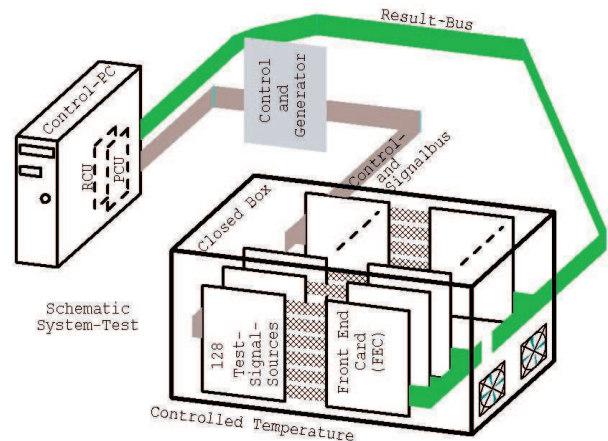 Result-Bus
Control-PC
RCU
PCU
Control
and
Generator
Control-
and
Signalbus
Closed Box
Schematic
System-Test
128
Test-
Signal-
Sources
Front End
Card
(FEC)
Controlled Temperature